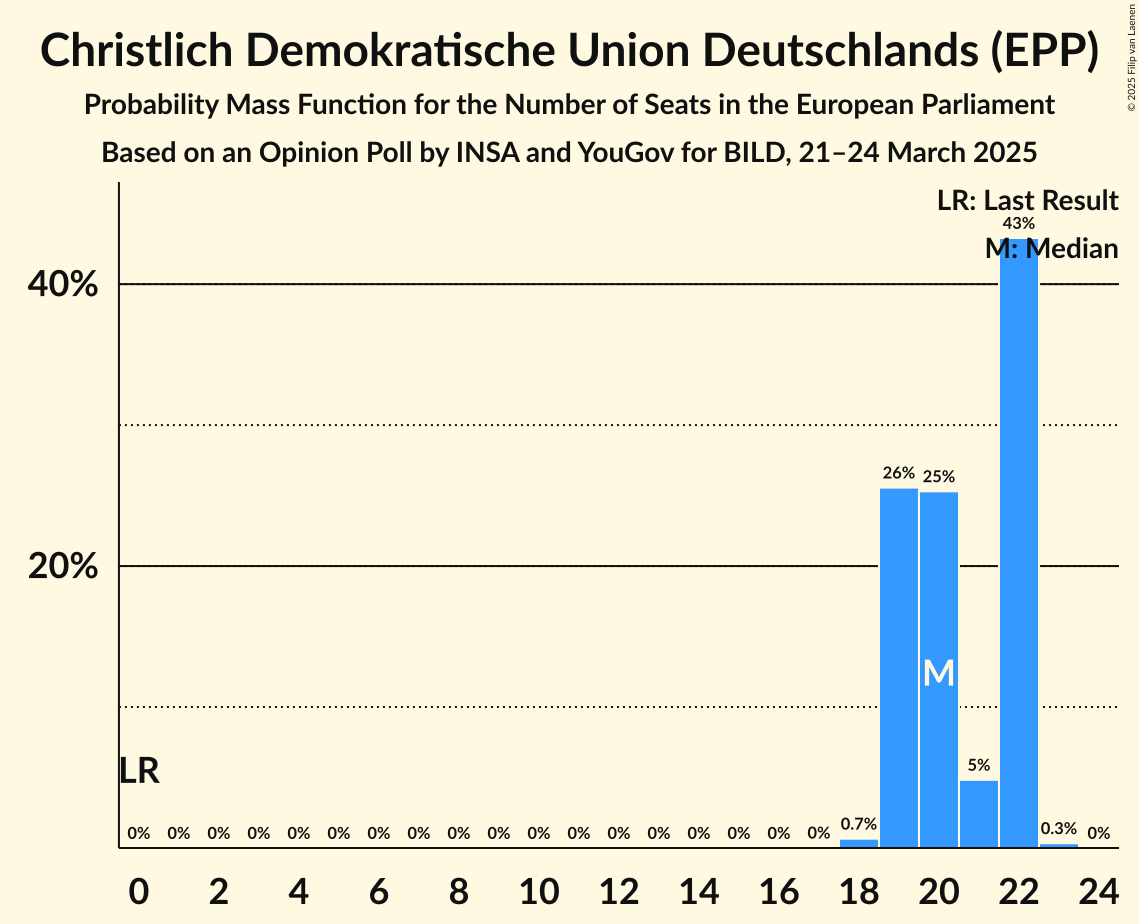 Christlich Demokratische Union Deutschlands (EPP)
Probability Mass Function for the Number of Seats in the European Parliament
Based on an Opinion Poll by INSA and YouGov for BILD, 21–24 March 2025
© 2025 Filip van Laenen
LR: Last Result
43%
M: Median
40%
26% 25%
20%
M
LR
5%
0% 0% 0% 0% 0% 0% 0% 0% 0% 0% 0% 0% 0% 0% 0% 0% 0% 0% 0.7% 0.3% 0%
0 2 4 6 8 10 12 14 16 18 20 22 24